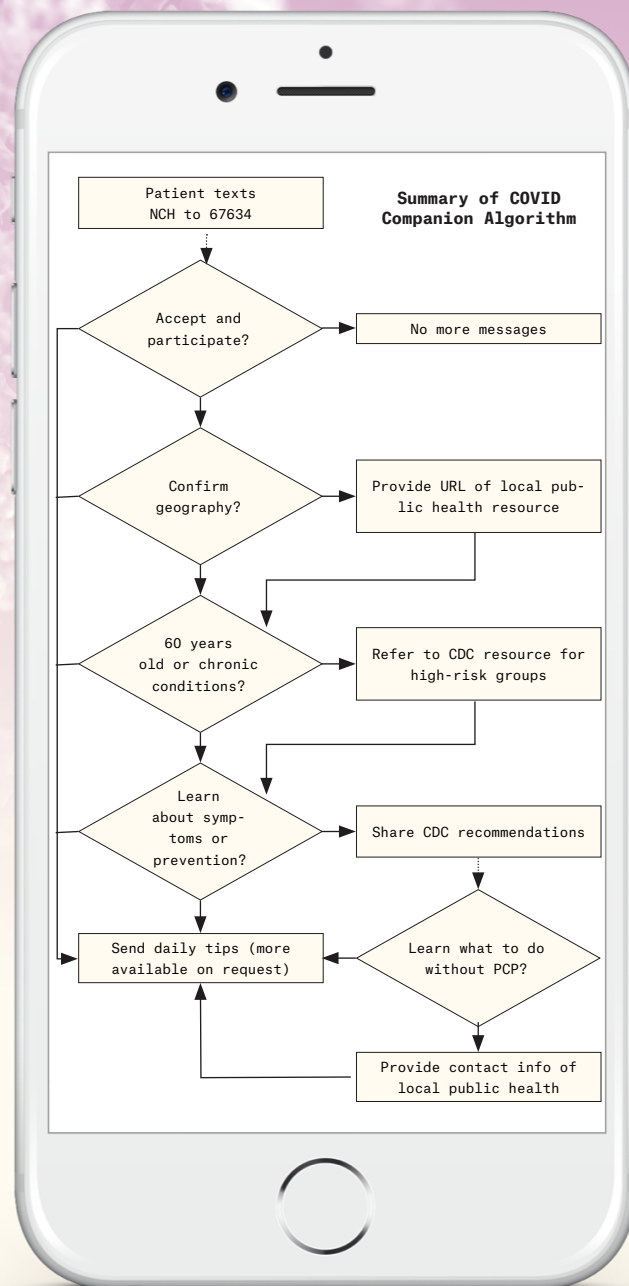 Patient texts
NCH to 67634
Summary of COVID
Companion Algorithm
Accept and
participate?
No more messages
Confirm
geography?
Provide URL of local pub-
lic health resource
60 years
old or chronic
conditions?
Refer to CDC resource for
high-risk groups
Learn
about symp-
toms or
prevention?
Share CDC recommendations
Send daily tips (more
available on request)
Learn what to do
without PCP?
Provide contact info of
local public health